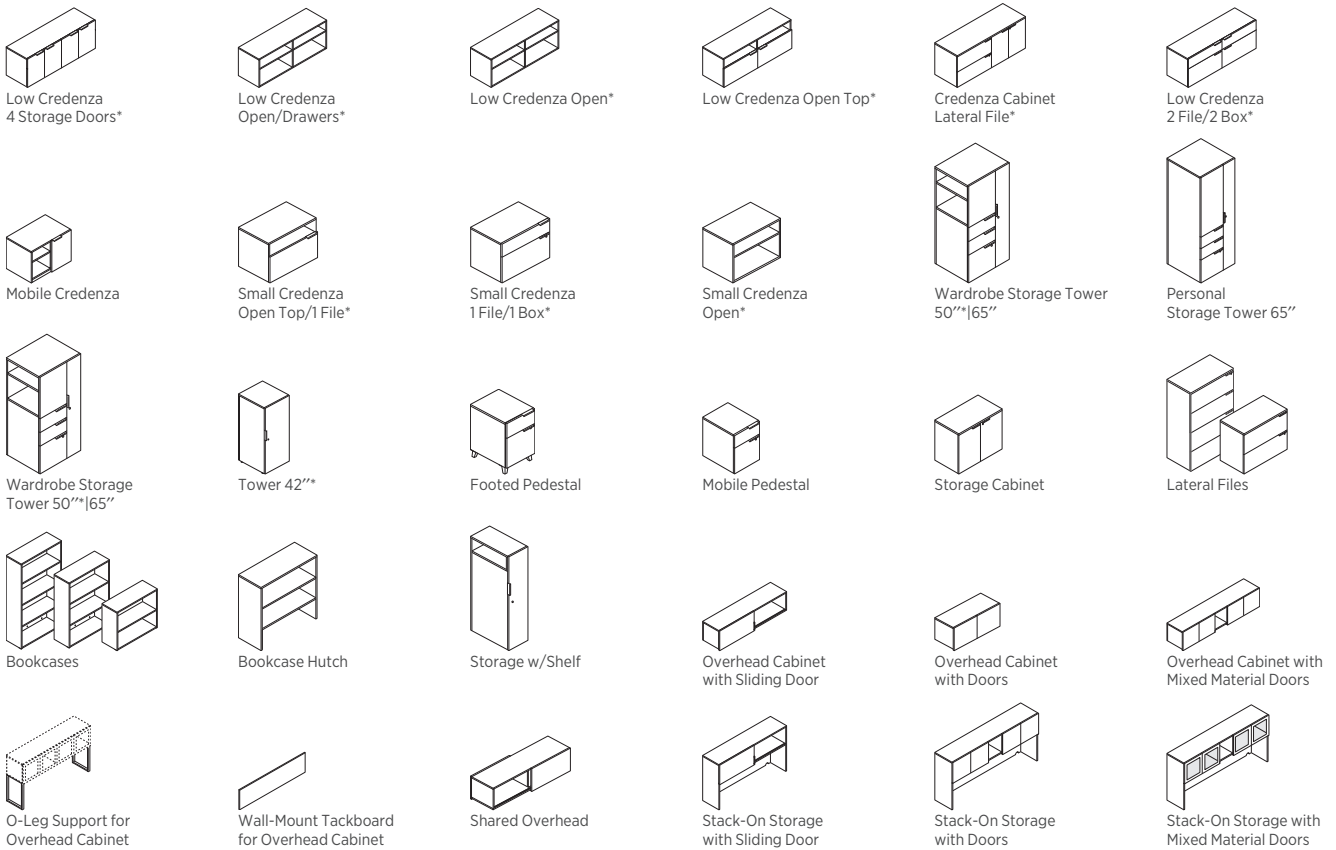 Low Credenza
4 Storage Doors*
Low Credenza
Open/Drawers*
Low Credenza Open*
Low Credenza Open Top*
Credenza Cabinet
Lateral File*
Low Credenza
2 File/2 Box*
Mobile Credenza
Small Credenza
Open Top/1 File*
Small Credenza
1 File/1 Box*
Small Credenza
Open*
Wardrobe Storage Tower
50″*|65″
Personal
Storage Tower 65″
Wardrobe Storage
Tower 50″*|65″
Tower 42″*
Footed Pedestal
Mobile Pedestal
Storage Cabinet
Lateral Files
Bookcases
Bookcase Hutch
Storage w/Shelf
Overhead Cabinet
with Sliding Door
Overhead Cabinet
with Doors
Overhead Cabinet with
Mixed Material Doors
O-Leg Support for
Overhead Cabinet
Wall-Mount Tackboard
for Overhead Cabinet
Shared Overhead
Stack-On Storage
with Sliding Door
Stack-On Storage
with Doors
Stack-On Storage with
Mixed Material Doors